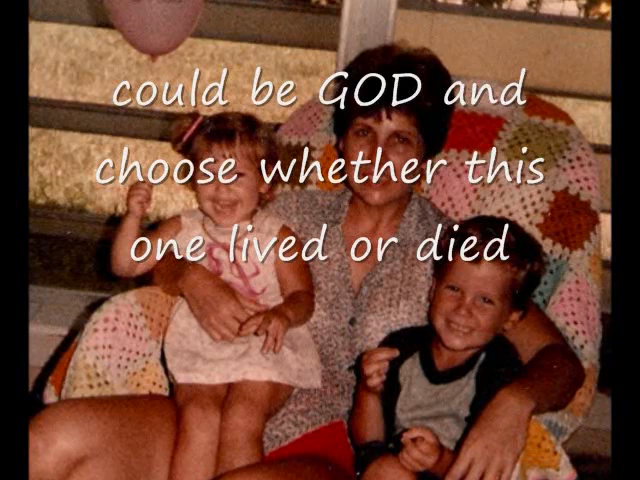 could be GOD and
choose whether this
one lived or died